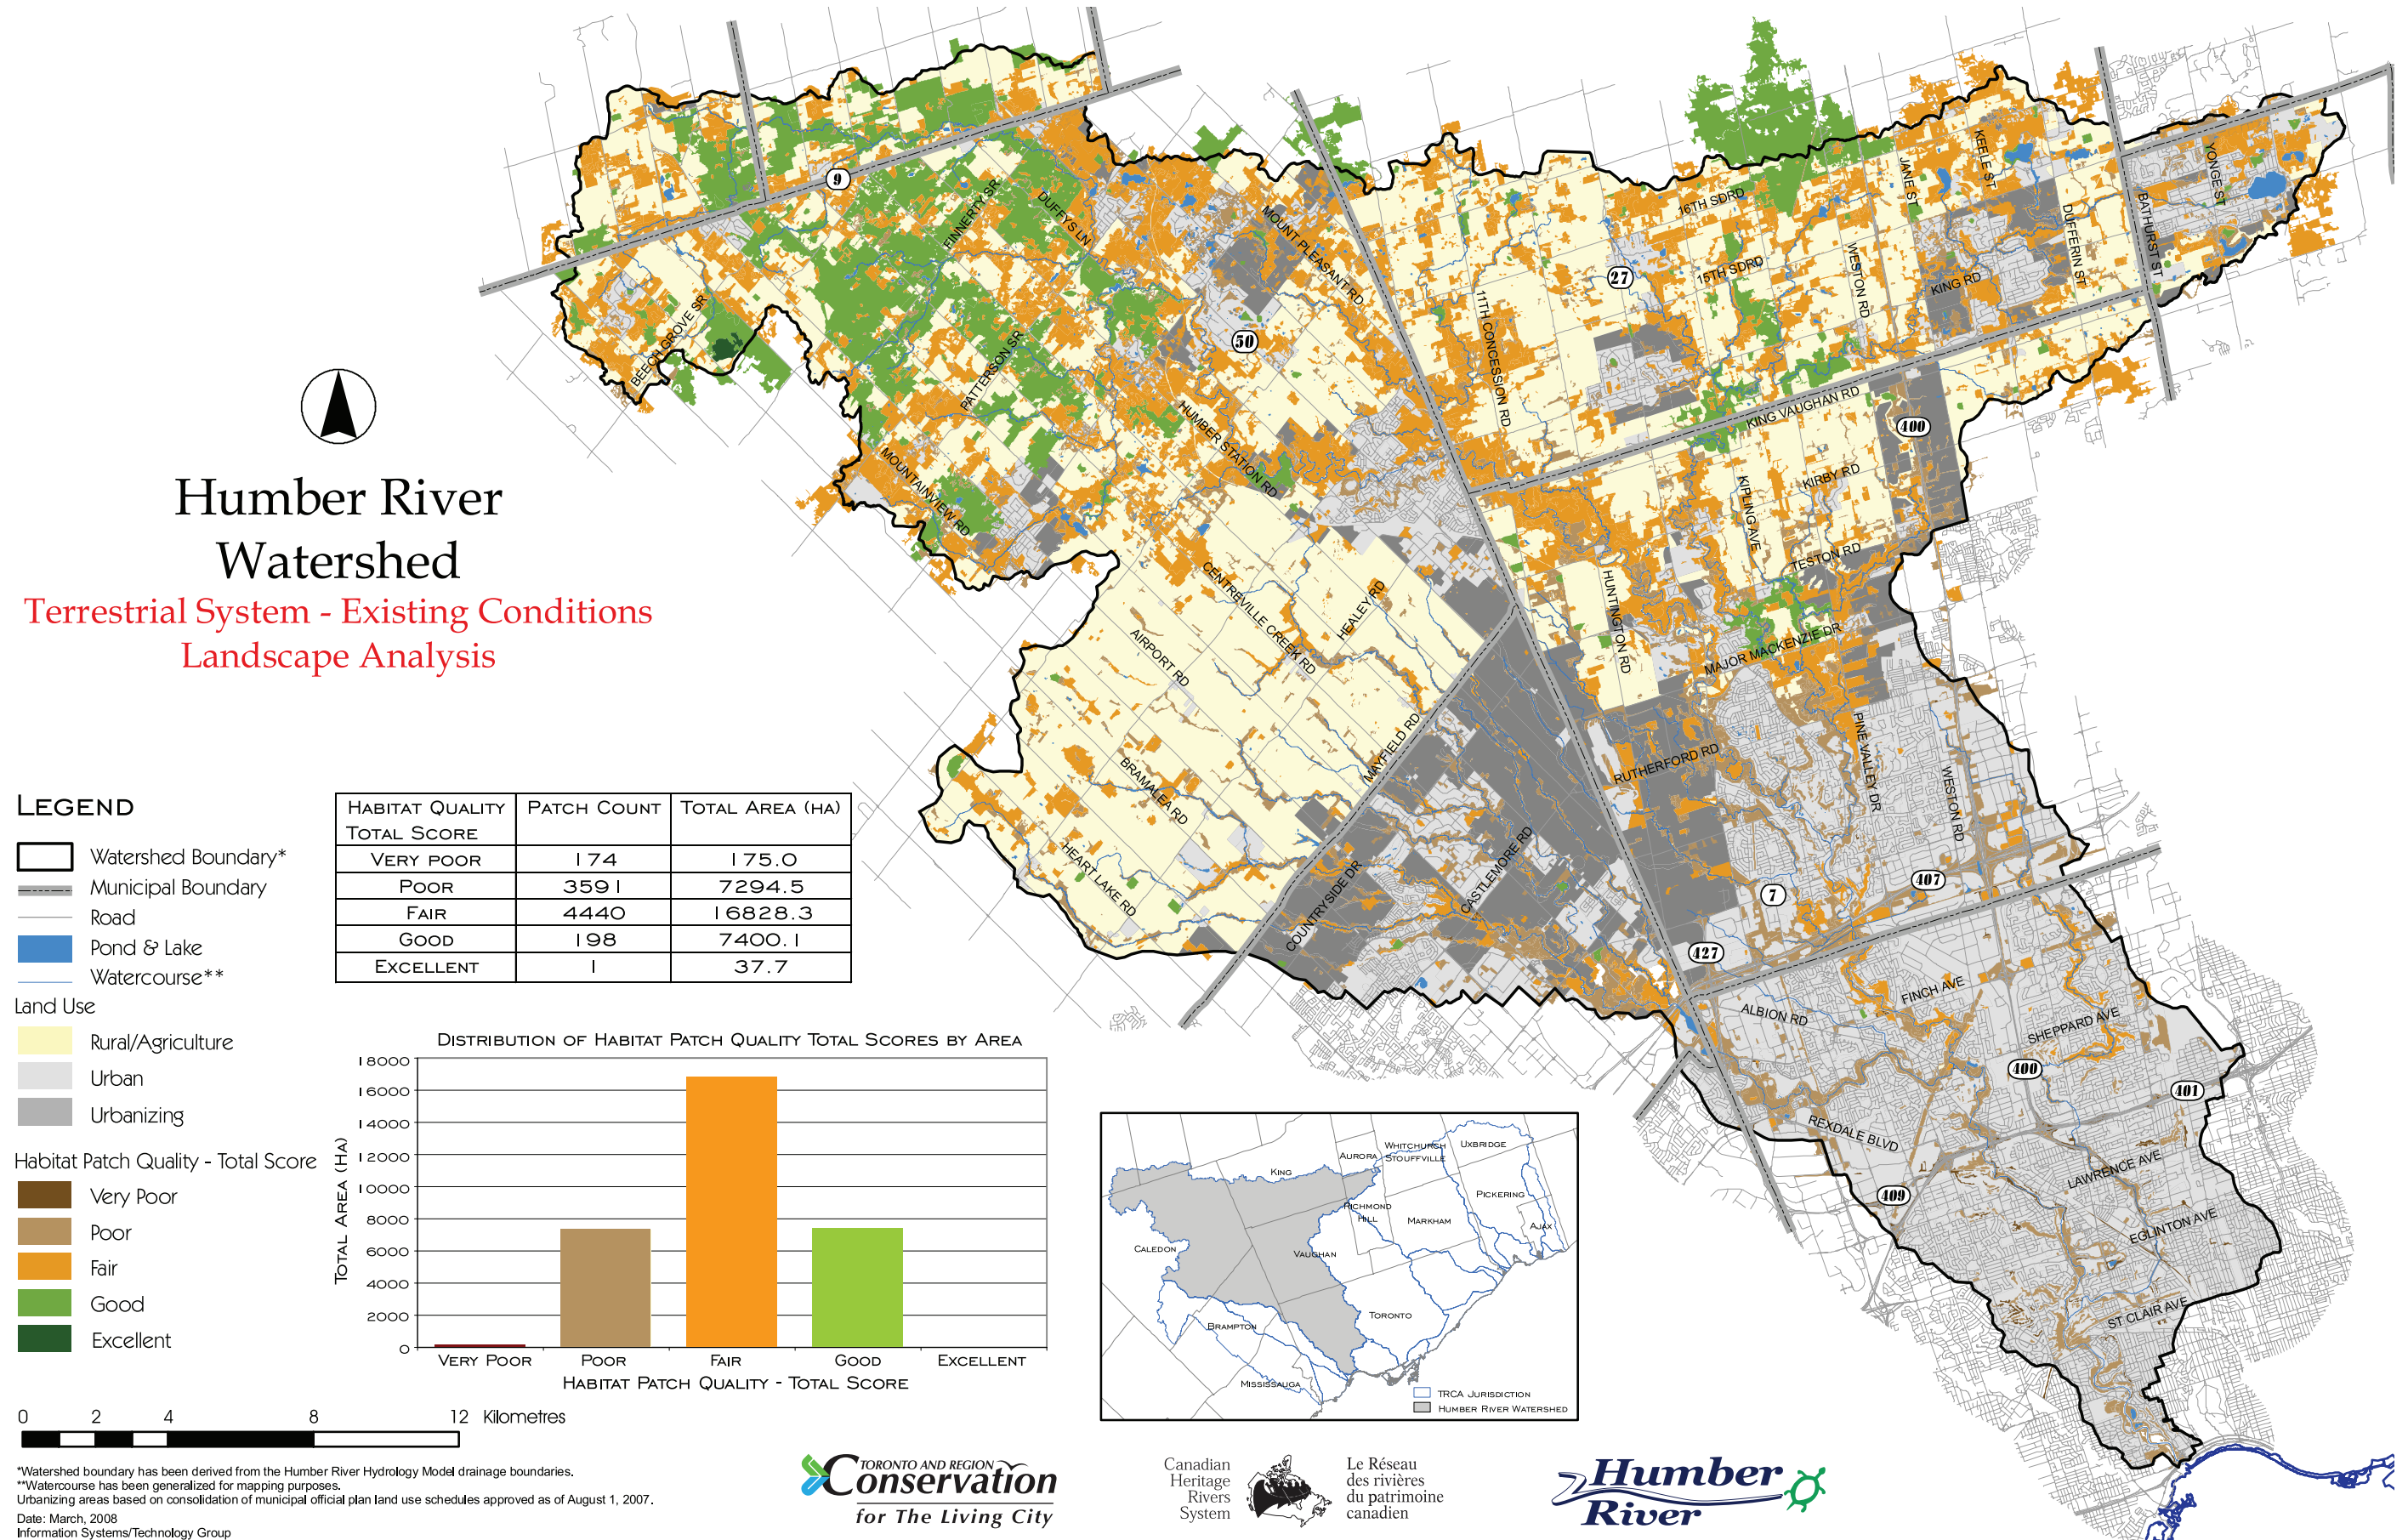 Humber River
Watershed
Terrestrial System - Existing Conditions
Landscape Analysis
LEGEND
Watershed Boundary*
Municipal Boundary
Road
Pond & Lake
Watercourse**
Land Use
Rural/Agriculture
Urban
Urbanizing
Habitat Patch Quality - Total Score
Very Poor
Poor
Fair
Good
Excellent
HABITAT QUALITY TOTAL SCORE PATCH COUNT TOTAL AREA (HA)
VERY POOR 174 175.0
POOR 3591 7294.5
FAIR 4440 16828.3
GOOD 198 7400.1
EXCELLENT 1 37.7
DISTRIBUTION OF HABITAT PATCH QUALITY TOTAL SCORES BY AREA
TOTAL AREA (HA)
18000
16000
14000
12000
10000
8000
6000
4000
2000
0
VERY POOR POOR FAIR GOOD EXCELLENT
HABITAT PATCH QUALITY - TOTAL SCORE
0 2 4 8 12 Kilometres
*Watershed boundary has been derived from the Humber River Hydrology Model drainage boundaries.
**Watercourse has been generalized for mapping purposes.
Urbanizing areas based on consolidation of municipal official plan land use schedules approved as of August 1, 2007.
Date: March, 2008
Information Systems/Technology Group
9
FINNERTY SR
DUFFYS LN
BEECH GROVE SR
PATTERSON SR
MOUNTAINVIEW RD
MOUNT PLEASANT RD
50
HUMBER STATION RD
11TH CONCESSION RD
27
16TH SDRD
15TH SDRD
WESTON RD
JANE ST
KEELE ST
KING RD
DUFFERIN ST
BATHURST ST
YONGE ST
KING VAUGHAN RD
400
KIRBY RD
KIPLING AVE
TESTON RD
HUNTINGTON RD
MAJOR MACKENZIE DR
CENTREVILLE CREEK RD
HEALEY RD
AIRPORT RD
MAYFIELD RD
BRAMALEA RD
HEART LAKE RD
COUNTRYSIDE DR
CASTLEMORE RD
RUTHERFORD RD
PINE VALLEY DR
WESTON RD
407
7
427
FINCH AVE
ALBION RD
SHEPPARD AVE
400
401
REXDALE BLVD
LAWRENCE AVE
409
EGLINTON AVE
ST CLAIR AVE
KING
AURORA
WHITCHURCH
STOUFFVILLE
UXBRIDGE
PICKERING
RICHMOND
HILL
MARKHAM
AJAX
CALEDON
VAUGHAN
TORONTO
BRAMPTON
MISSISSAUGA
TRCA JURISDICTION
HUMBER RIVER WATERSHED
TORONTO AND REGION
Conservation
for The Living City
Canadian
Heritage
Rivers
System
Le Réseau
des rivières
du patrimoine
canadien
Humber
River